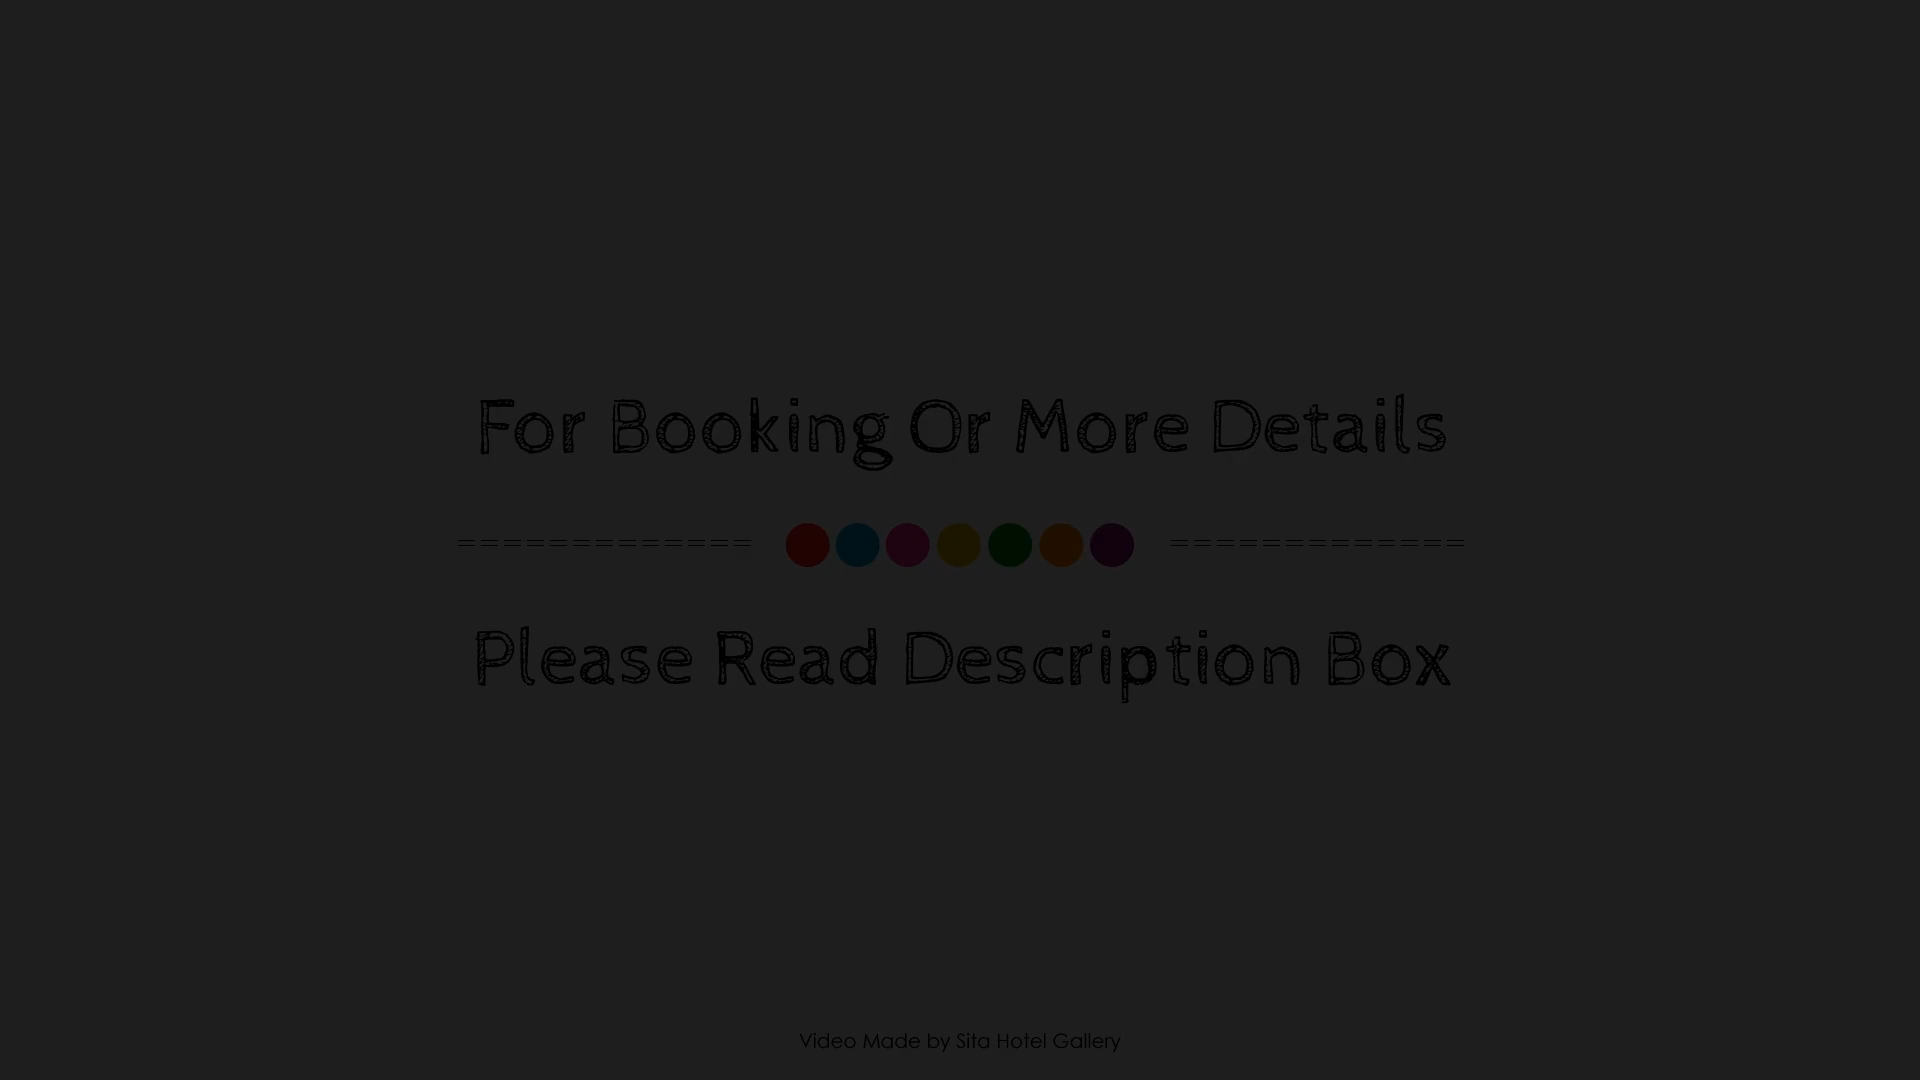 For Booking Or More Details
============= =============
Please Read Description Box
Video Made by Sita Hotel Gallery